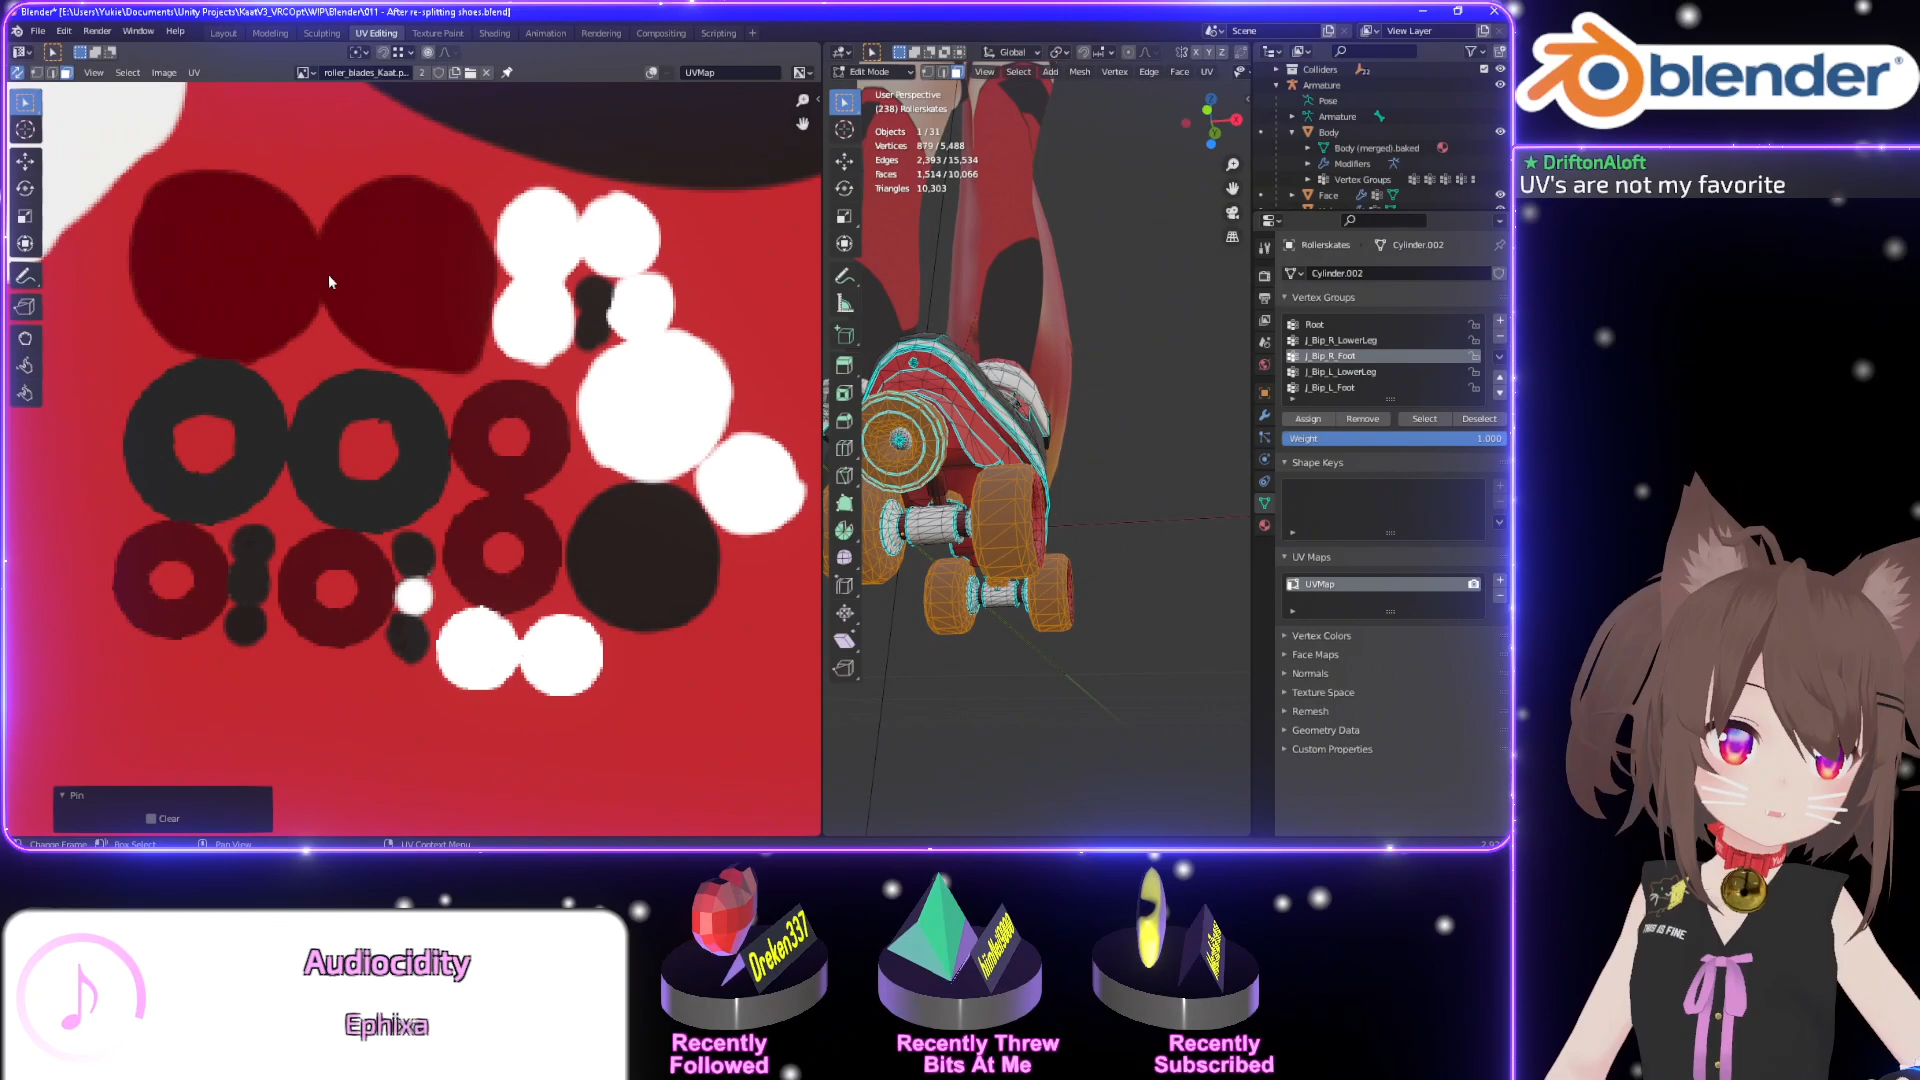 Blender* [E:\Users\Yukie\Documents\Unity Projects\KaatV3_VRCOpt\WIP\Blender\011 - After re-splitting shoes.blend]
File Edit Render Window Help Layout Modeling Sculpting UV Editing Texture Paint Shading Animation Rendering Compositing Scripting + Scene View Layer
Global X Y Z
View Select Image UV roller_blades_Kaat.p... 2 UVMap
Edit Mode View Select Add Mesh Vertex Edge Face UV
User Perspective
(238) Rollerskates
Objects 1 / 31
Vertices 879 / 5,488
Edges 2,393 / 15,534
Faces 1,514 / 10,066
Triangles 10,303
Pin
Clear
Change Frame Box Select Pan View UV Context Menu
Colliders 22
Armature
Pose
Armature
Body
Body (merged).baked
Modifiers
Vertex Groups
Face
Rollerskates Cylinder.002
Cylinder.002
Vertex Groups
Root
J_Bip_R_LowerLeg
J_Bip_R_Foot
J_Bip_L_LowerLeg
J_Bip_L_Foot
Assign Remove Select Deselect
Weight 1.000
Shape Keys
UV Maps
UVMap
Vertex Colors
Face Maps
Normals
Texture Space
Remesh
Geometry Data
Custom Properties
blender®
★ DriftonAloft
UV's are not my favorite
THIS IS FINE
Audiocidity
Ephixa
Dreken337
Recently
Followed
Recently Threw
Bits At Me
Recently
Subscribed